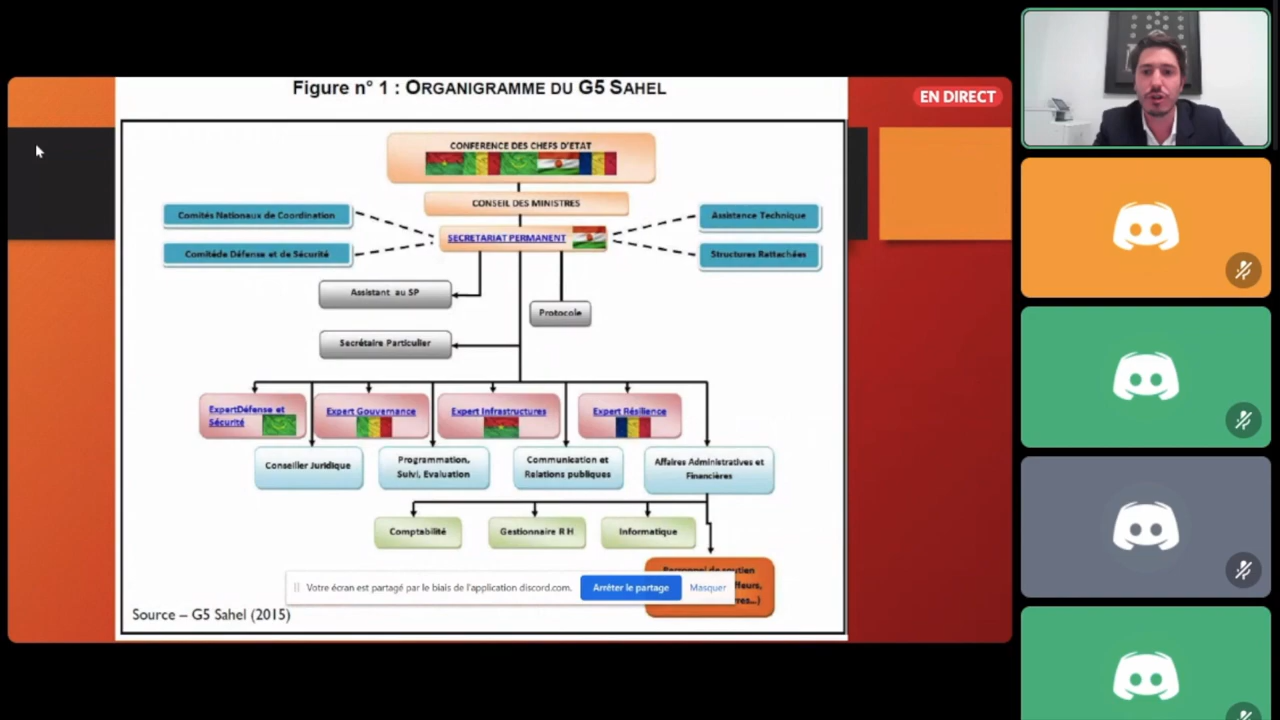 Figure n° 1 : ORGANIGRAMME DU G5 SAHEL
EN DIRECT
CONFERENCE DES CHEFS D'ETAT
CONSEIL DES MINISTRES
Comités Nationaux de Coordination
Assistance Technique
SECRETARIAT PERMANENT
Comitéde Défense et de Sécurité
Structures Rattachées
Assistant au SP
Protocole
Secrétaire Particulier
ExpertDéfense et
Sécurité
Expert Gouvernance
Expert Infrastructures
Expert Résilience
Conseiller Juridique
Programmation,
Suivi, Evaluation
Communication et
Relations publiques
Affaires Administratives et
Financières
Comptabilité
Gestionnaire R H
Informatique
Personnel de soutien
Votre écran est partagé par le biais de l'application discord.com.
Arrêter le partage
Masquer
Source – G5 Sahel (2015)